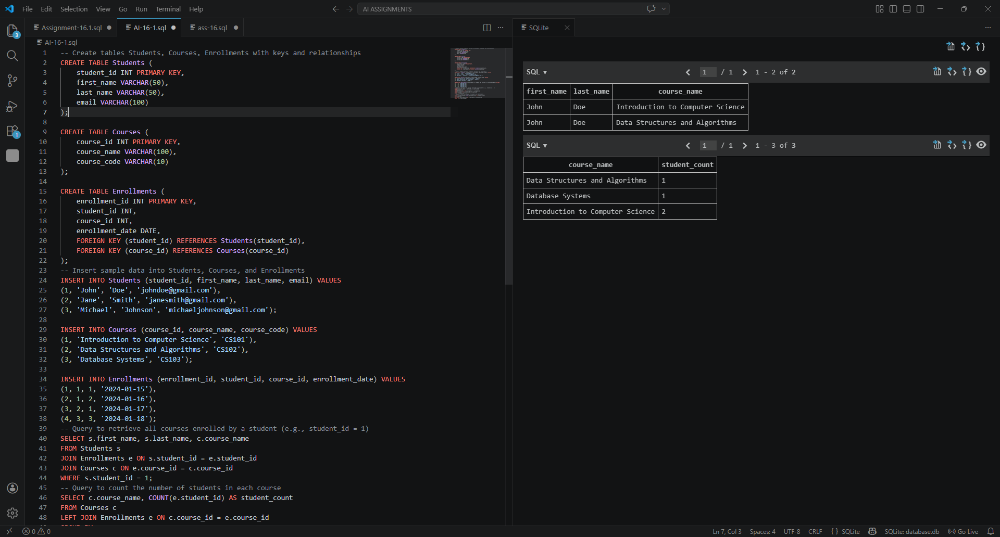 File Edit Selection View Go Run Terminal Help
AI ASSIGNMENTS
Assignment-16.1.sql
AI-16-1.sql
ass-16.sql
AI-16-1.sql
3
1
1 -- Create tables Students, Courses, Enrollments with keys and relationships
2 CREATE TABLE Students (
3 student_id INT PRIMARY KEY,
4 first_name VARCHAR(50),
5 last_name VARCHAR(50),
6 email VARCHAR(100)
7 );
8
9 CREATE TABLE Courses (
10 course_id INT PRIMARY KEY,
11 course_name VARCHAR(100),
12 course_code VARCHAR(10)
13 );
14
15 CREATE TABLE Enrollments (
16 enrollment_id INT PRIMARY KEY,
17 student_id INT,
18 course_id INT,
19 enrollment_date DATE,
20 FOREIGN KEY (student_id) REFERENCES Students(student_id),
21 FOREIGN KEY (course_id) REFERENCES Courses(course_id)
22 );
23 -- Insert sample data into Students, Courses, and Enrollments
24 INSERT INTO Students (student_id, first_name, last_name, email) VALUES
25 (1, 'John', 'Doe', 'johndoe@gmail.com'),
26 (2, 'Jane', 'Smith', 'janesmith@gmail.com'),
27 (3, 'Michael', 'Johnson', 'michaeljohnson@gmail.com');
28
29 INSERT INTO Courses (course_id, course_name, course_code) VALUES
30 (1, 'Introduction to Computer Science', 'CS101'),
31 (2, 'Data Structures and Algorithms', 'CS102'),
32 (3, 'Database Systems', 'CS103');
33
34 INSERT INTO Enrollments (enrollment_id, student_id, course_id, enrollment_date) VALUES
35 (1, 1, 1, '2024-01-15'),
36 (2, 1, 2, '2024-01-16'),
37 (3, 2, 1, '2024-01-17'),
38 (4, 3, 3, '2024-01-18');
39 -- Query to retrieve all courses enrolled by a student (e.g., student_id = 1)
40 SELECT s.first_name, s.last_name, c.course_name
41 FROM Students s
42 JOIN Enrollments e ON s.student_id = e.student_id
43 JOIN Courses c ON e.course_id = c.course_id
44 WHERE s.student_id = 1;
45 -- Query to count the number of students in each course
46 SELECT c.course_name, COUNT(e.student_id) AS student_count
47 FROM Courses c
48 LEFT JOIN Enrollments e ON c.course_id = e.course_id
SQLite
SQL 1 / 1 1 - 2 of 2
first_name last_name course_name
John Doe Introduction to Computer Science
John Doe Data Structures and Algorithms
SQL 1 / 1 1 - 3 of 3
course_name student_count
Data Structures and Algorithms 1
Database Systems 1
Introduction to Computer Science 2
0 0
Ln 7, Col 3 Spaces: 4 UTF-8 CRLF { } SQLite SQLite: database.db Go Live